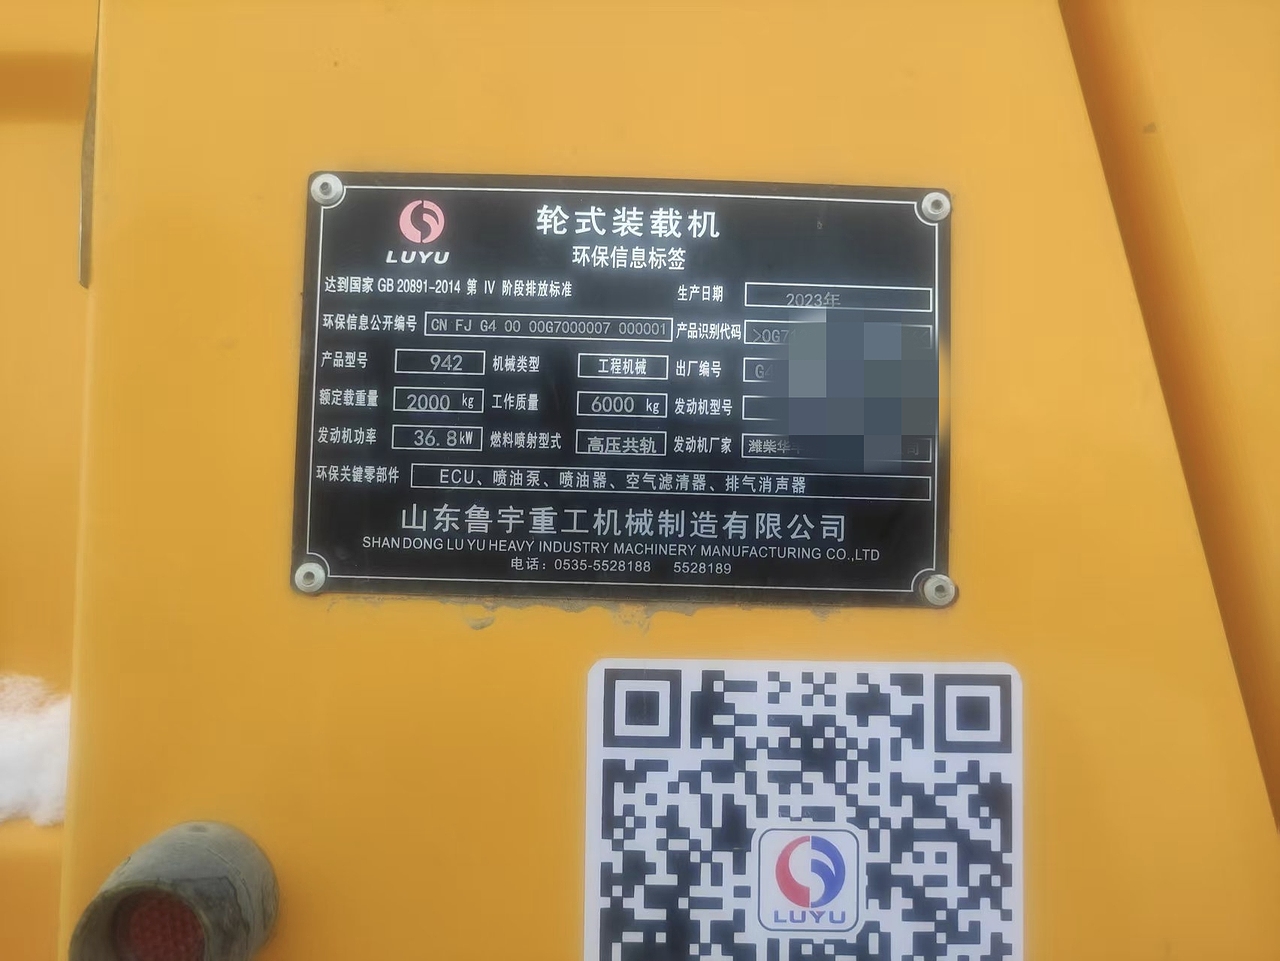 LUYU
轮式装载机
环保信息标签
达到国家 GB 20891-2014 第 IV 阶段排放标准 生产日期 2023年
环保信息公开编号 CN FJ G4 00 00G7000007 000001 产品识别代码
产品型号 942 机械类型 工程机械 出厂编号
额定载重量 2000 kg 工作质量 6000 kg 发动机型号
发动机功率 36.8kW 燃料喷射型式 高压共轨 发动机厂家 潍柴华
环保关键零部件 ECU、喷油泵、喷油器、空气滤清器、排气消声器
山东鲁宇重工机械制造有限公司
SHANDONG LU YU HEAVY INDUSTRY MACHINERY MANUFACTURING CO.,LTD
电话：0535-5528188 5528189
LUYU